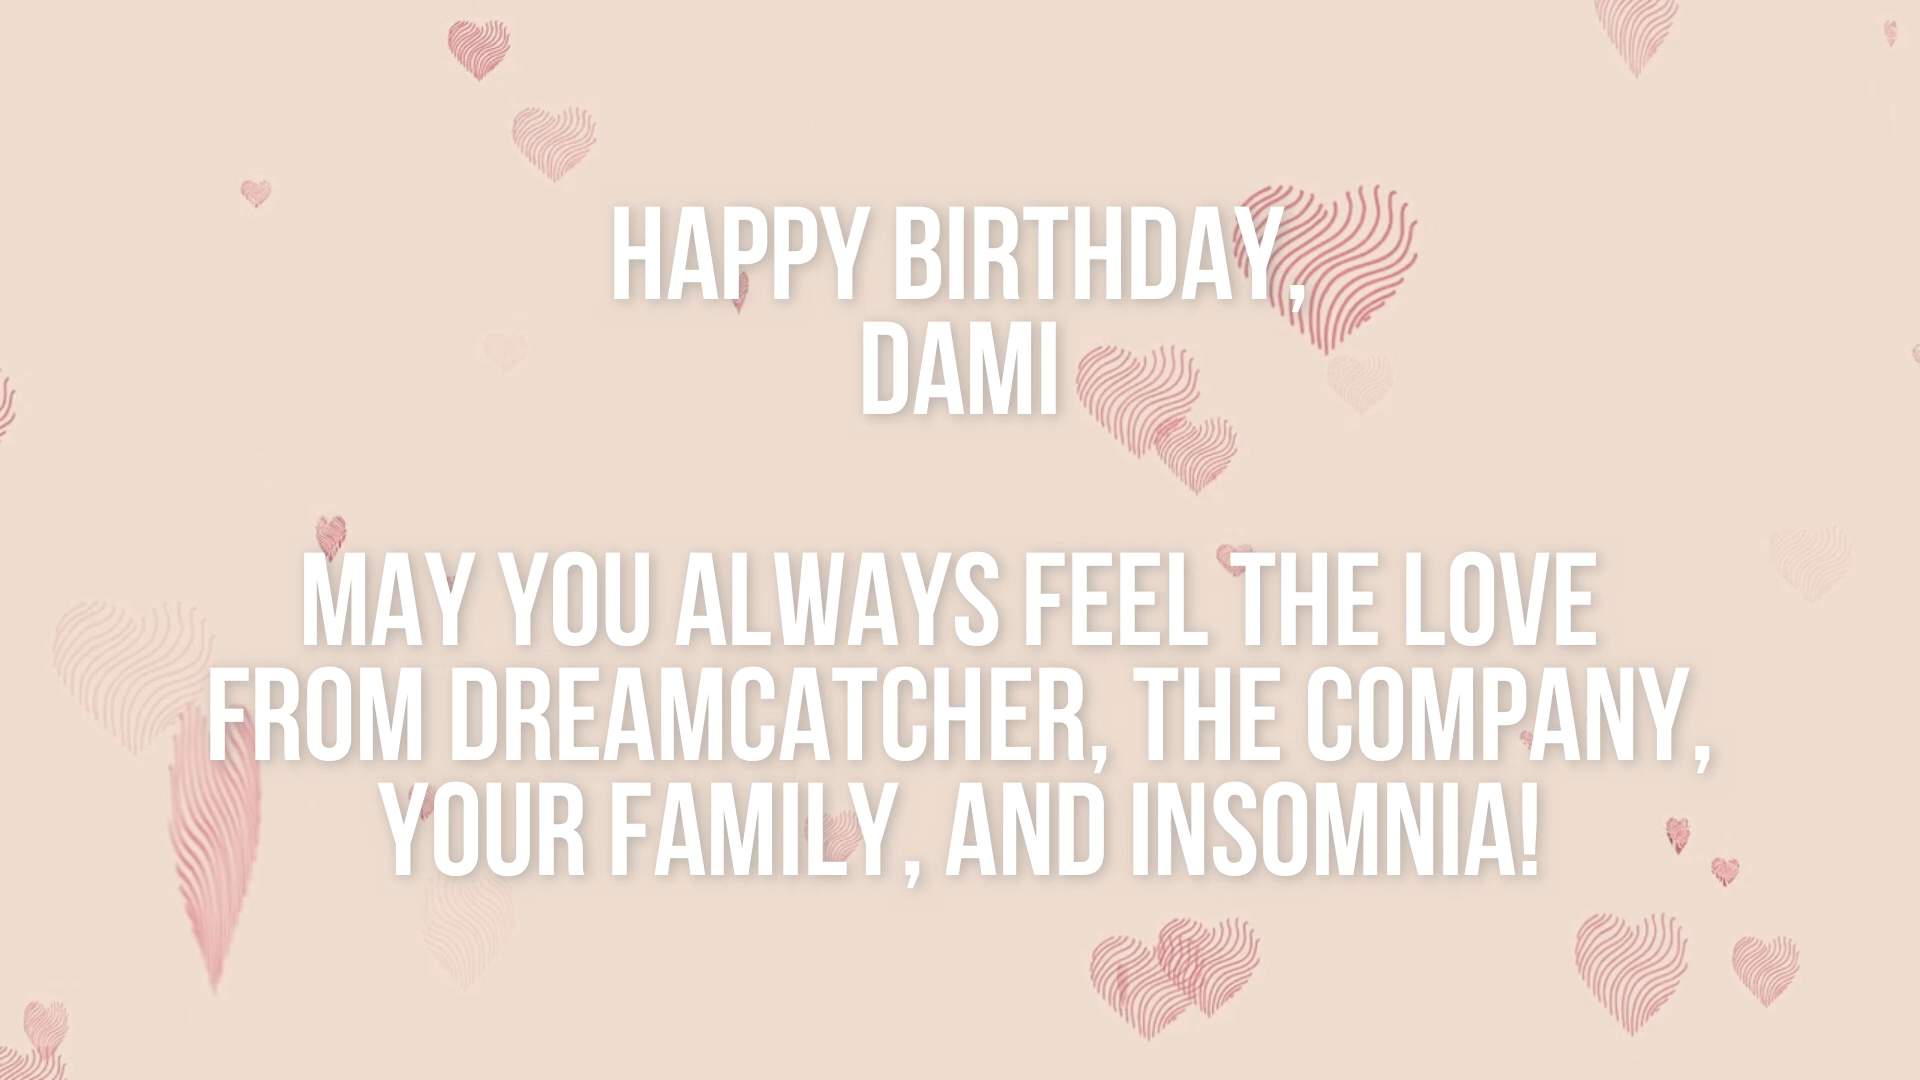 HAPPY BIRTHDAY,
DAMI
MAY YOU ALWAYS FEEL THE LOVE
FROM DREAMCATCHER, THE COMPANY,
YOUR FAMILY, AND INSOMNIA!